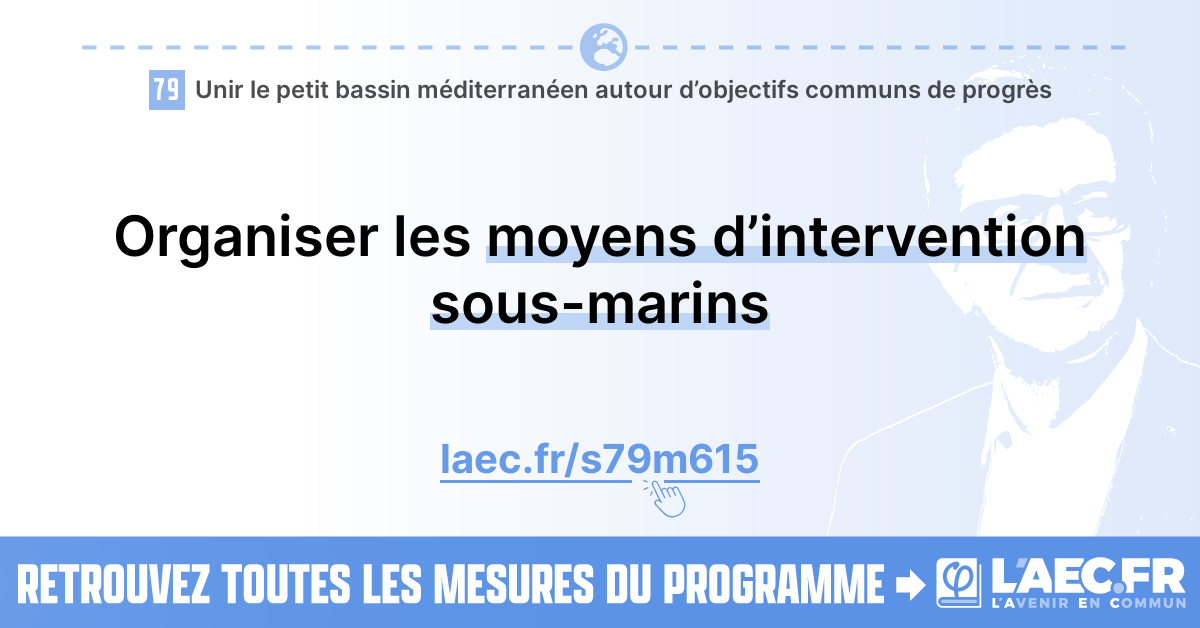 79 Unir le petit bassin méditerranéen autour d’objectifs communs de progrès
Organiser les moyens d’intervention
sous-marins
laec.fr/s79m615
RETROUVEZ TOUTES LES MESURES DU PROGRAMME
L'AEC.FR
L'AVENIR EN COMMUN